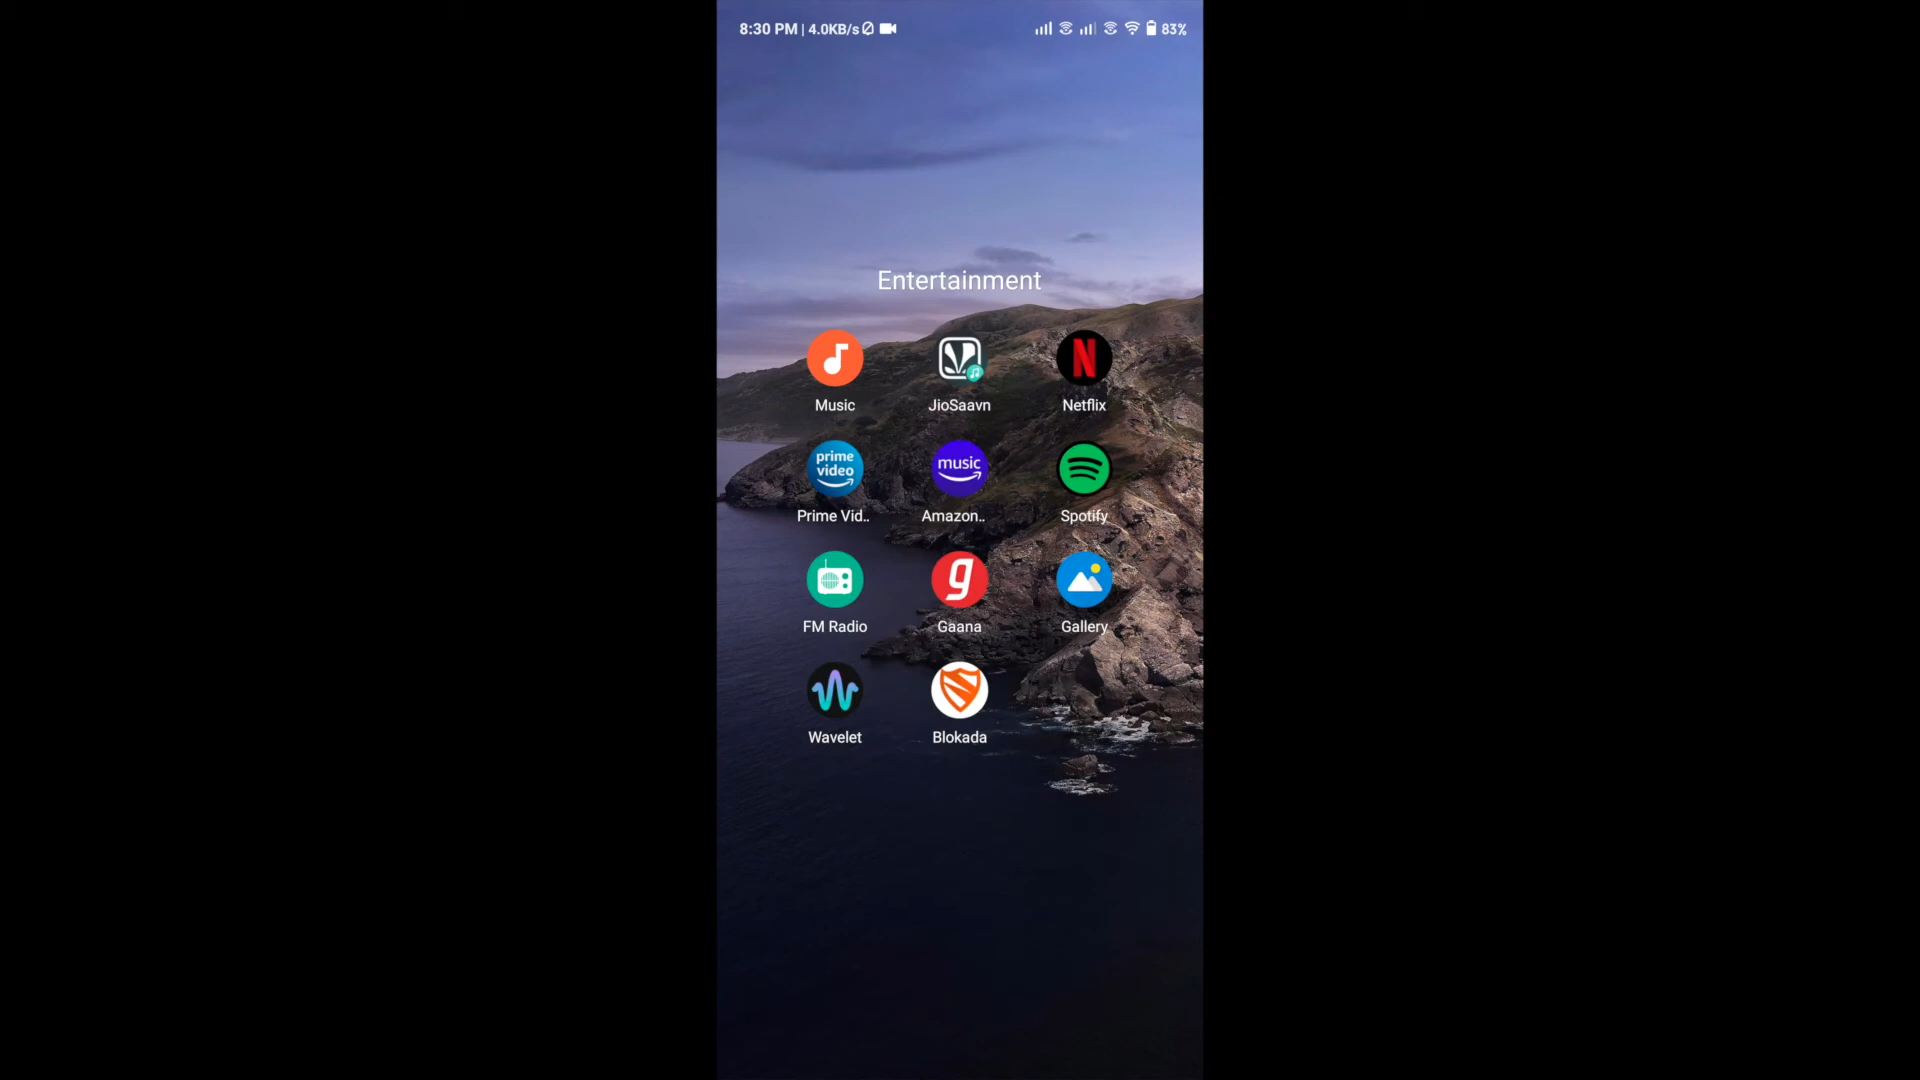 8:30 PM | 4.0KB/s 83%
Entertainment
Music JioSaavn Netflix
prime video music
Prime Vid.. Amazon.. Spotify
FM Radio Gaana Gallery
Wavelet Blokada